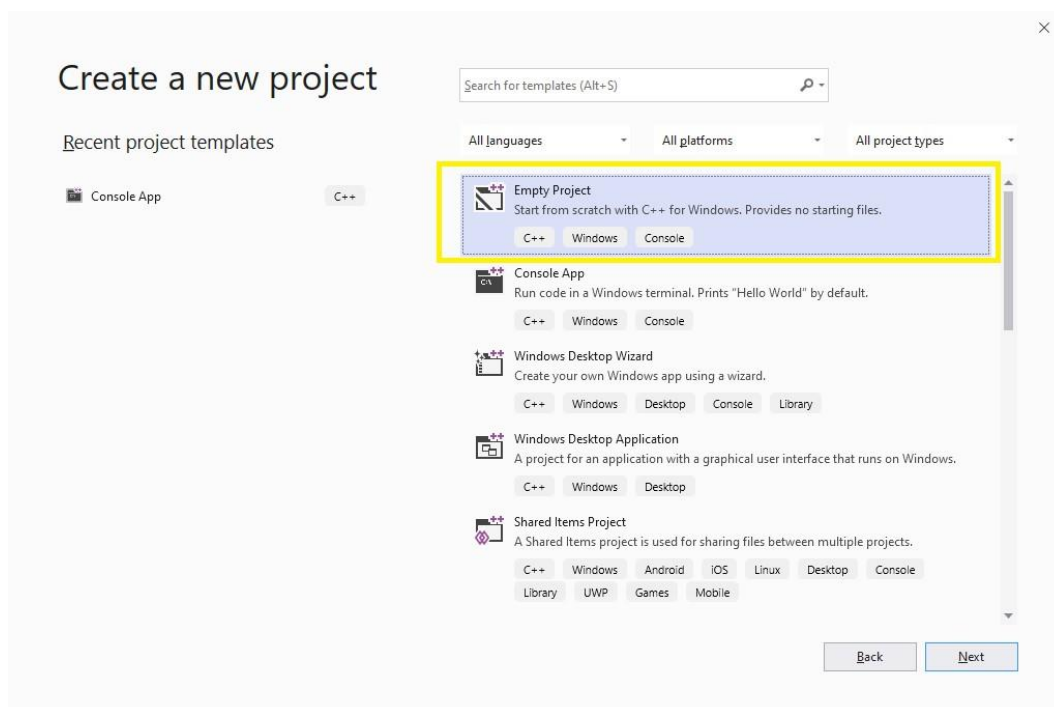 Create a new project
Search for templates (Alt+S)
Recent project templates
All languages All platforms All project types
Console App C++
Empty Project
Start from scratch with C++ for Windows. Provides no starting files.
C++ Windows Console
Console App
Run code in a Windows terminal. Prints "Hello World" by default.
C++ Windows Console
Windows Desktop Wizard
Create your own Windows app using a wizard.
C++ Windows Desktop Console Library
Windows Desktop Application
A project for an application with a graphical user interface that runs on Windows.
C++ Windows Desktop
Shared Items Project
A Shared Items project is used for sharing files between multiple projects.
C++ Windows Android iOS Linux Desktop Console
Library UWP Games Mobile
Back Next